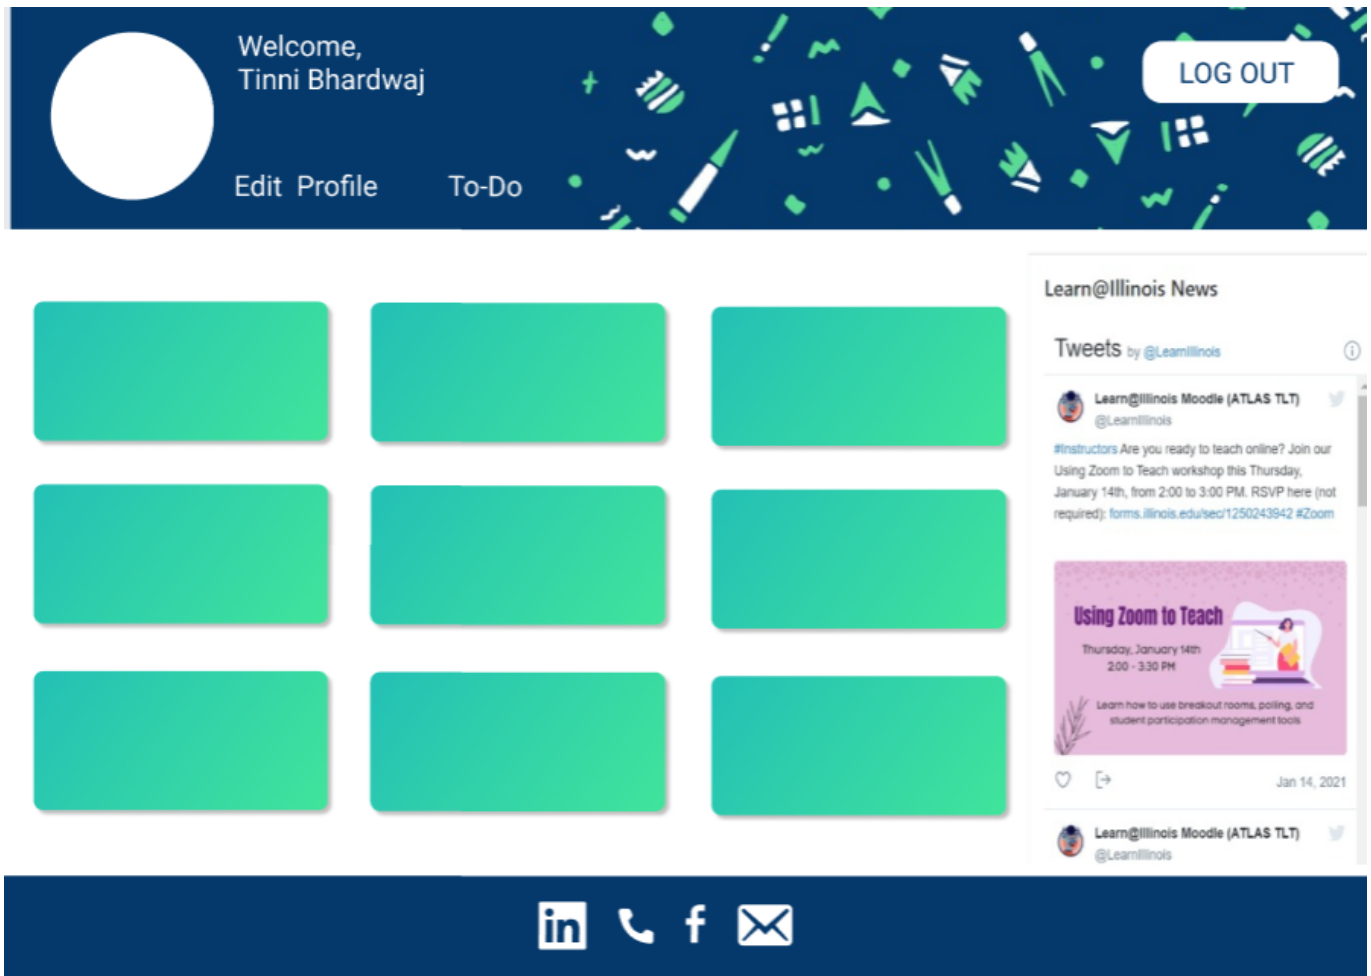 Welcome,
Tinni Bhardwaj
LOG OUT
Edit Profile To-Do
Learn@Illinois News
Tweets by @LearnIllinois
Learn@Illinois Moodle (ATLAS TLT)
@LearnIllinois
#Instructors Are you ready to teach online? Join our
Using Zoom to Teach workshop this Thursday,
January 14th, from 2:00 to 3:00 PM. RSVP here (not
required): forms.illinois.edu/sec/1250243942 #Zoom
Using Zoom to Teach
Thursday, January 14th
2:00 - 3:30 PM
Learn how to use breakout rooms, polling, and
student participation management tools
Jan 14, 2021
Learn@Illinois Moodle (ATLAS TLT)
@LearnIllinois
in f